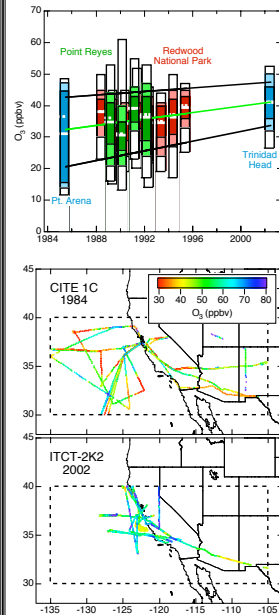 70
60
50
40
30
20
10
0
O3 (ppbv)
Point Reyes
Redwood
National Park
Pt. Arena
Trinidad
Head
1984
1988
1992
1996
2000
45
40
35
30
CITE 1C
1984
30 40 50 60 70 80
O3 (ppbv)
45
40
35
30
ITCT-2K2
2002
-135 -130 -125 -120 -115 -110 -105